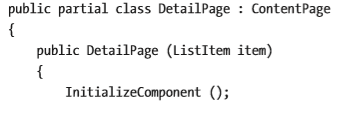 public partial class DetailPage : ContentPage
{
    public DetailPage (ListItem item)
    {
        InitializeComponent ();